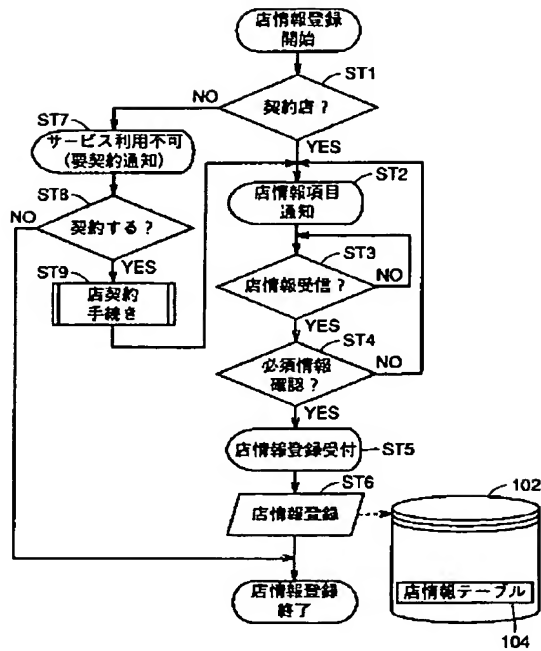 店情報登録
開始
ST1
契約店？
NO
YES
ST7
サービス利用不可
(要契約通知)
ST2
店情報項目
通知
ST8
契約する？
NO
YES
ST3
店情報受信？
NO
YES
ST9
店契約
手続き
ST4
必須情報
確認？
NO
YES
店情報登録受付
ST5
ST6
店情報登録
102
店情報テーブル
104
店情報登録
終了